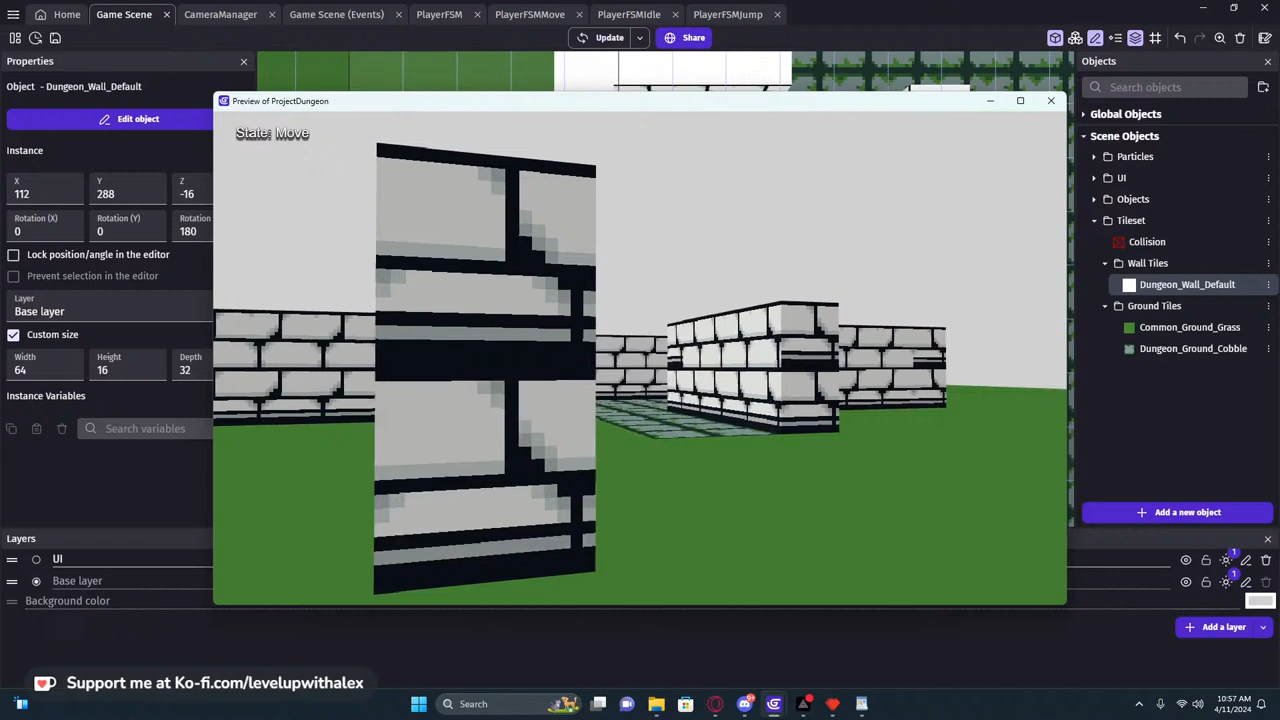 Home
Game Scene
CameraManager
Game Scene (Events)
PlayerFSM
PlayerFSMMove
PlayerFSMIdle
PlayerFSMJump
Update
Share
Properties
Object - Dungeon_Wall_Default
Edit object
Instance
X
112
Y
288
Z
-16
Rotation (X)
0
Rotation (Y)
0
Rotation
180
Lock position/angle in the editor
Prevent selection in the editor
Layer
Base layer
Custom size
Width
64
Height
16
Depth
32
Instance Variables
Search variables
Preview of ProjectDungeon
State: Move
Objects
Search objects
Global Objects
Scene Objects
Particles
UI
Objects
Tileset
Collision
Wall Tiles
Dungeon_Wall_Default
Ground Tiles
Common_Ground_Grass
Dungeon_Ground_Cobble
Add a new object
Layers
UI
1
Base layer
1
Background color
Add a layer
Support me at Ko-fi.com/levelupwithalex
Search
10:57 AM
4/11/2024